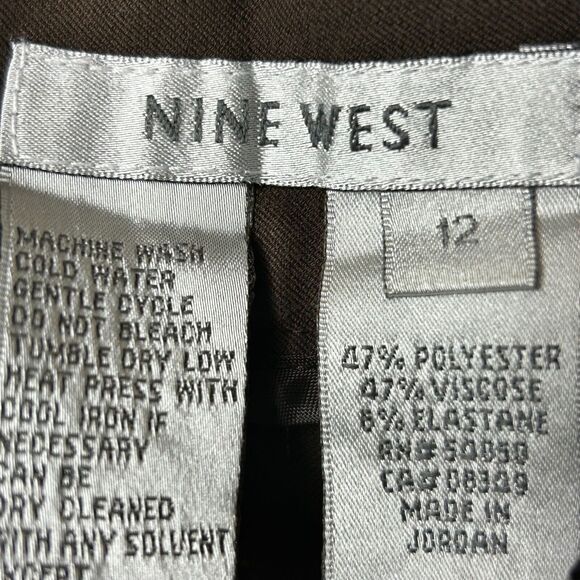 NINE WEST
MACHINE WASH
COLD WATER
GENTLE CYCLE
DO NOT BLEACH
TUMBLE DRY LOW
HEAT PRESS WITH
COOL IRON IF
NECESSARY
CAN BE
DRY CLEANED
WITH ANY SOLVENT
12
47% POLYESTER
47% VISCOSE
6% ELASTANE
RN# 50850
CA# 08349
MADE IN
JORDAN